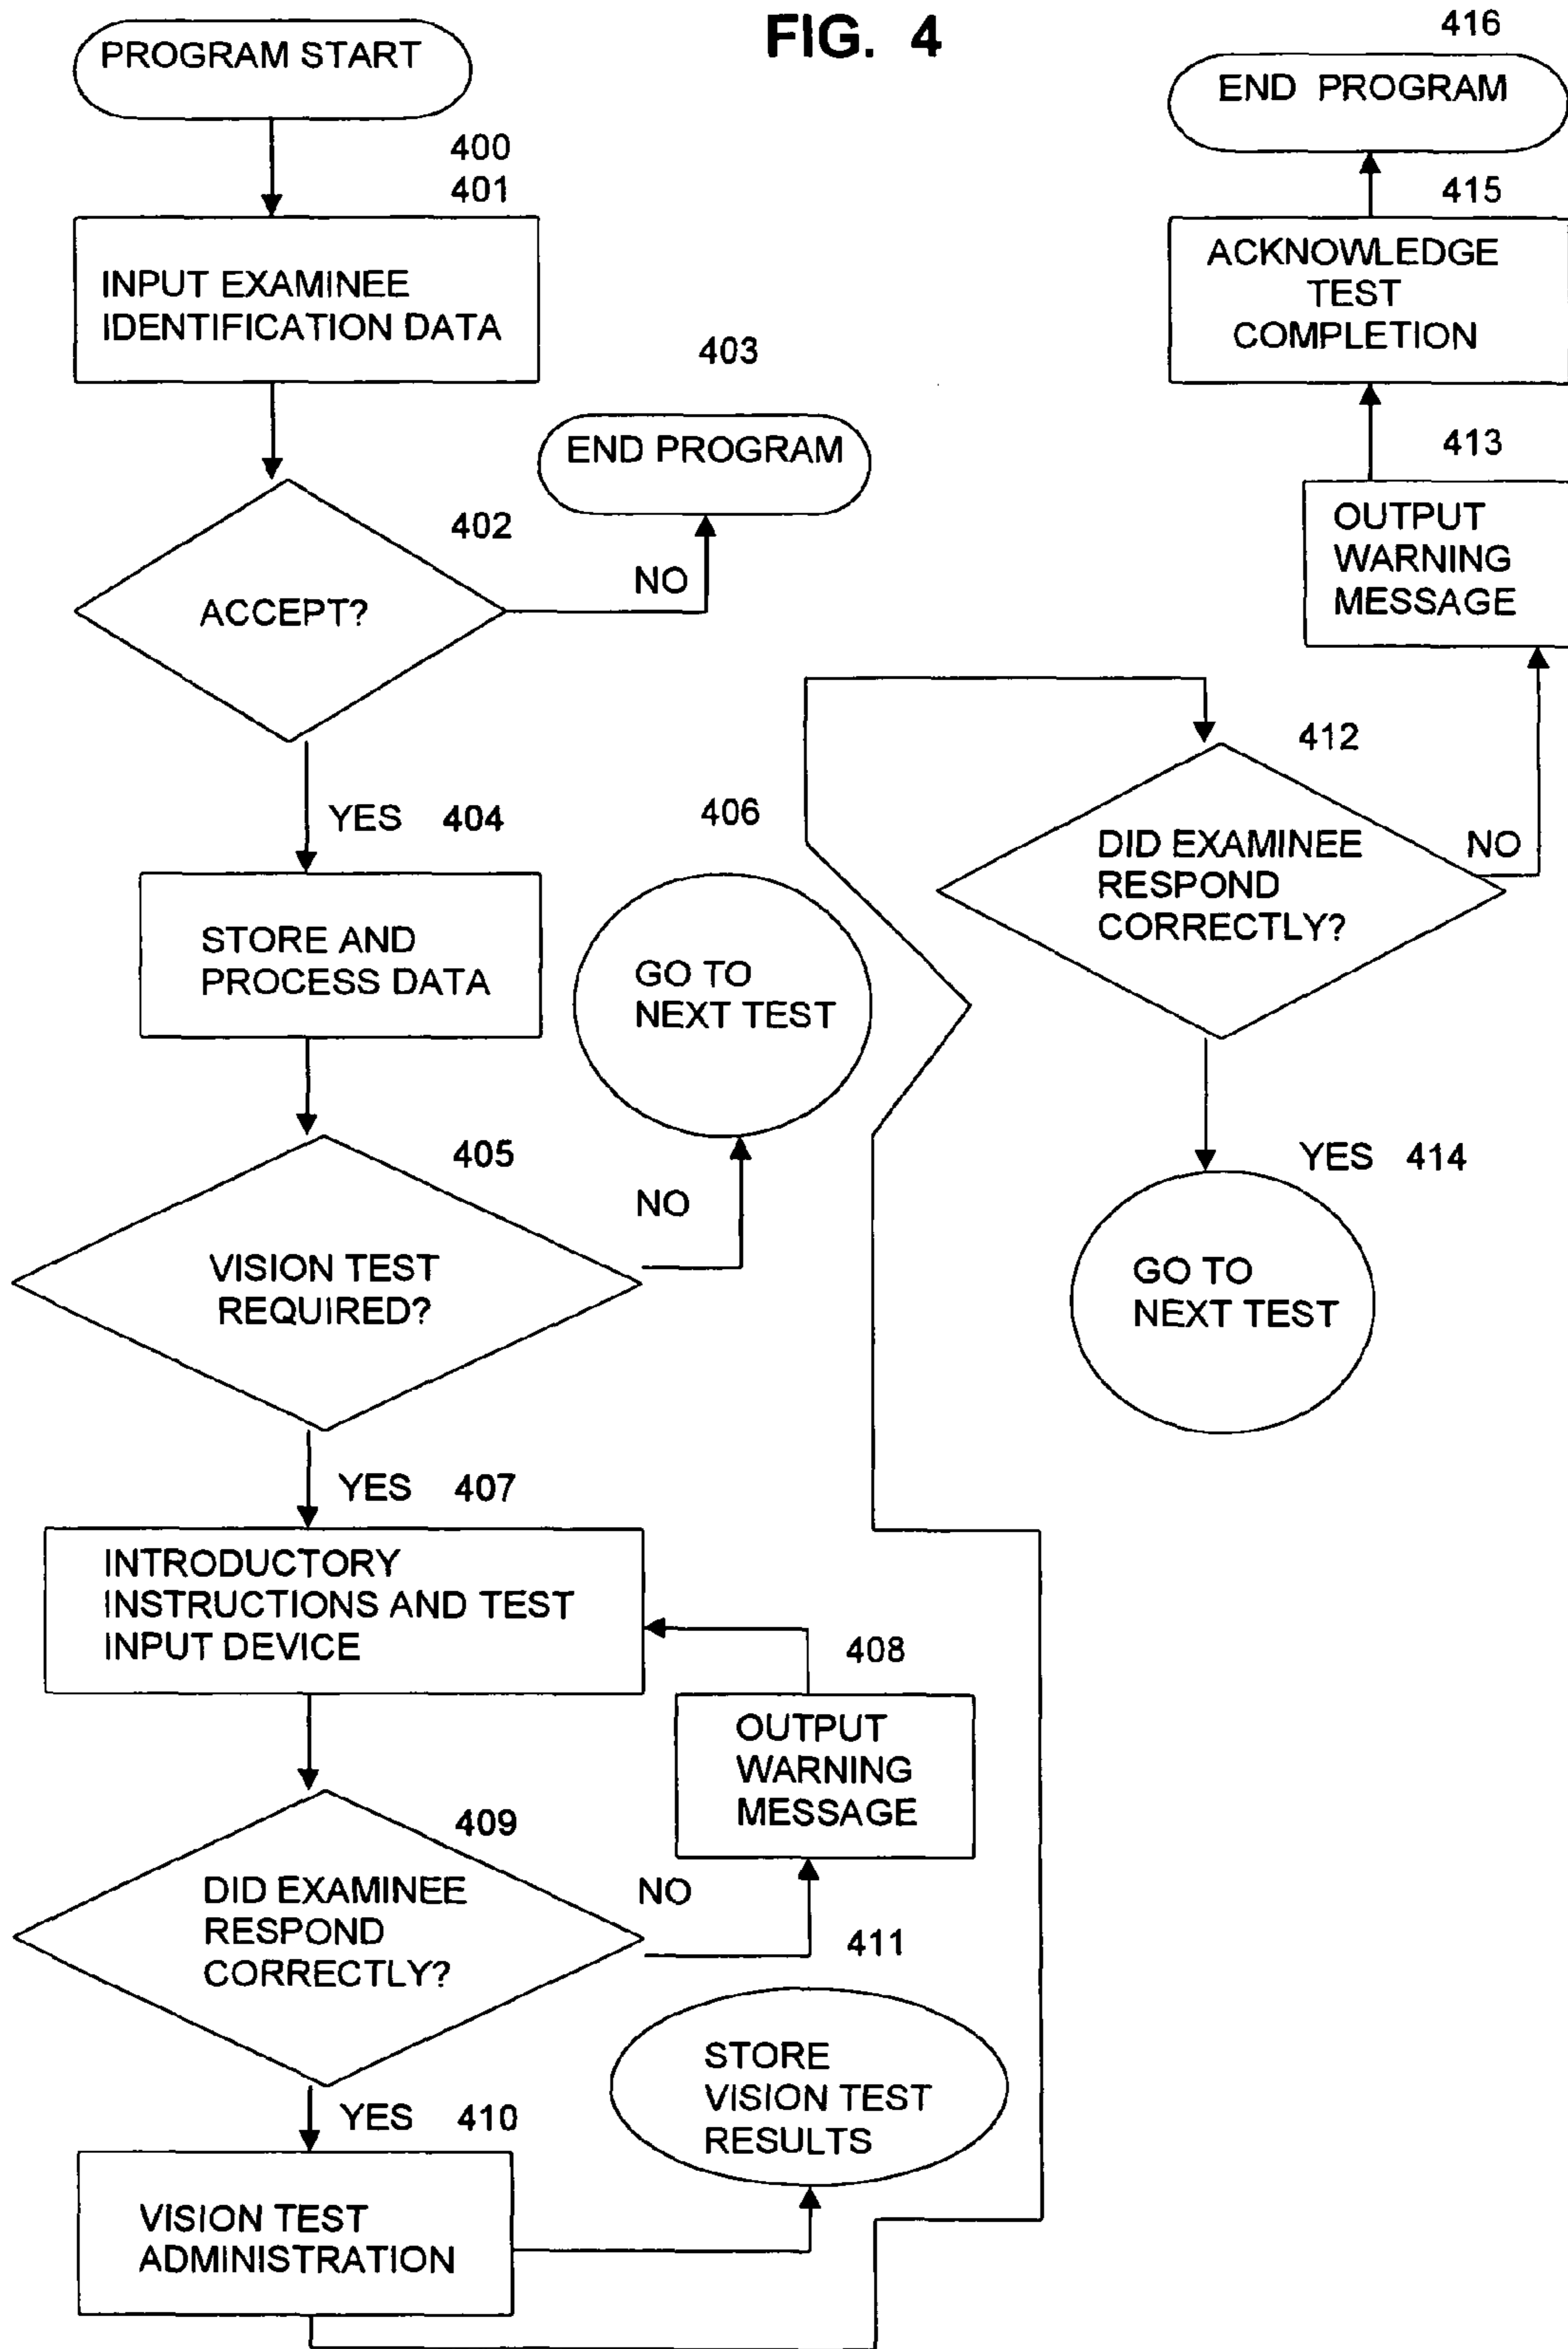 FIG. 4
PROGRAM START
400
401
INPUT EXAMINEE
IDENTIFICATION DATA
402
ACCEPT?
NO
403
END PROGRAM
YES 404
STORE AND
PROCESS DATA
405
VISION TEST
REQUIRED?
NO
406
GO TO
NEXT TEST
YES 407
INTRODUCTORY
INSTRUCTIONS AND TEST
INPUT DEVICE
408
OUTPUT
WARNING
MESSAGE
409
DID EXAMINEE
RESPOND
CORRECTLY?
NO
YES 410
VISION TEST
ADMINISTRATION
411
STORE
VISION TEST
RESULTS
412
DID EXAMINEE
RESPOND
CORRECTLY?
NO
413
OUTPUT
WARNING
MESSAGE
YES 414
GO TO
NEXT TEST
415
ACKNOWLEDGE
TEST
COMPLETION
416
END PROGRAM